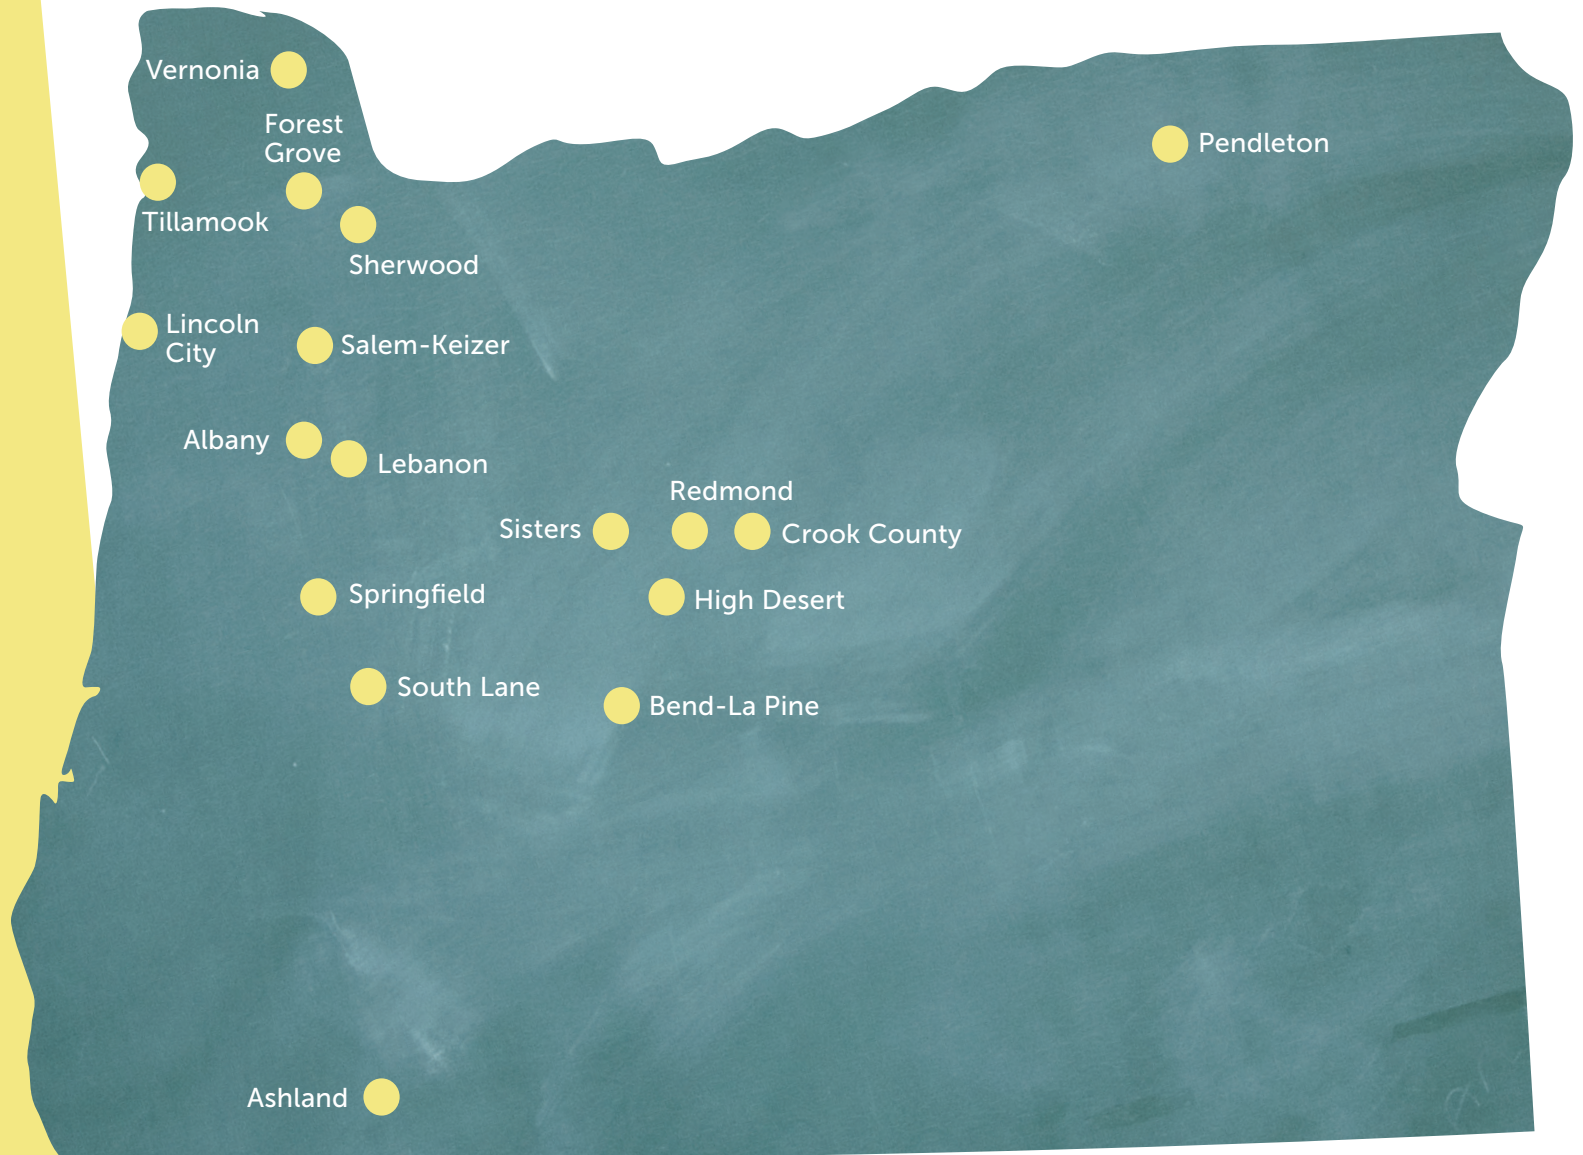 Vernonia
Forest
Grove
Pendleton
Tillamook
Sherwood
Lincoln
City
Salem-Keizer
Albany
Lebanon
Redmond
Sisters
Crook County
Springfield
High Desert
South Lane
Bend-La Pine
Ashland